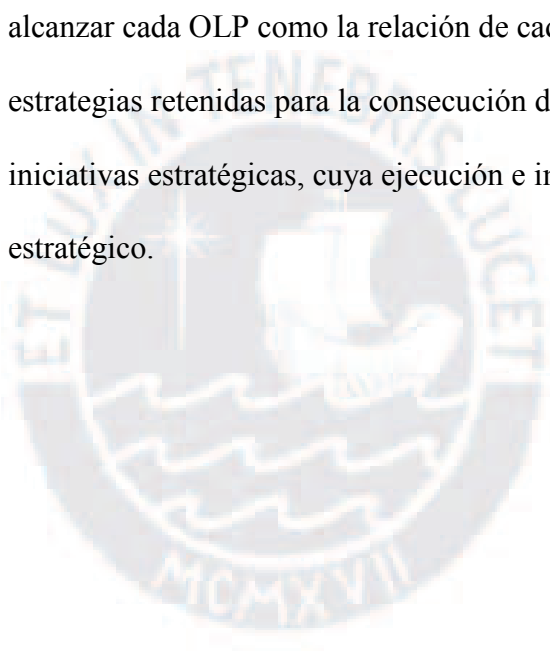 alcanzar cada OLP como la relación de ca
estrategias retenidas para la consecución d
iniciativas estratégicas, cuya ejecución e i
estratégico.
ET LUX IN TENEBRIS LUCET
MCMXVII